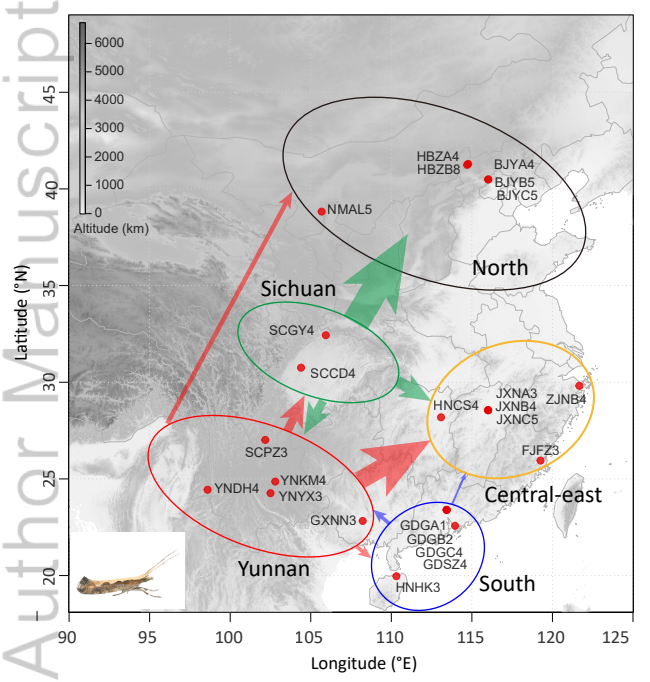 Author Manuscript
6000
5000
4000
3000
2000
1000
0
Altitude (km)
45
40
35
30
25
20
Latitude (°N)
HBZA4
HBZB8
BJYA4
BJYB5
BJYC5
NMAL5
North
Sichuan
SCGY4
SCCD4
HNCS4
JXNA3
JXNB4
JXNC5
ZJNB4
FJFZ3
Central-east
SCPZ3
YNDH4
YNKM4
YNYX3
GXNN3
Yunnan
GDGA1
GDGB2
GDGC4
GDSZ4
HNHK3
South
90 95 100 105 110 115 120 125
Longitude (°E)